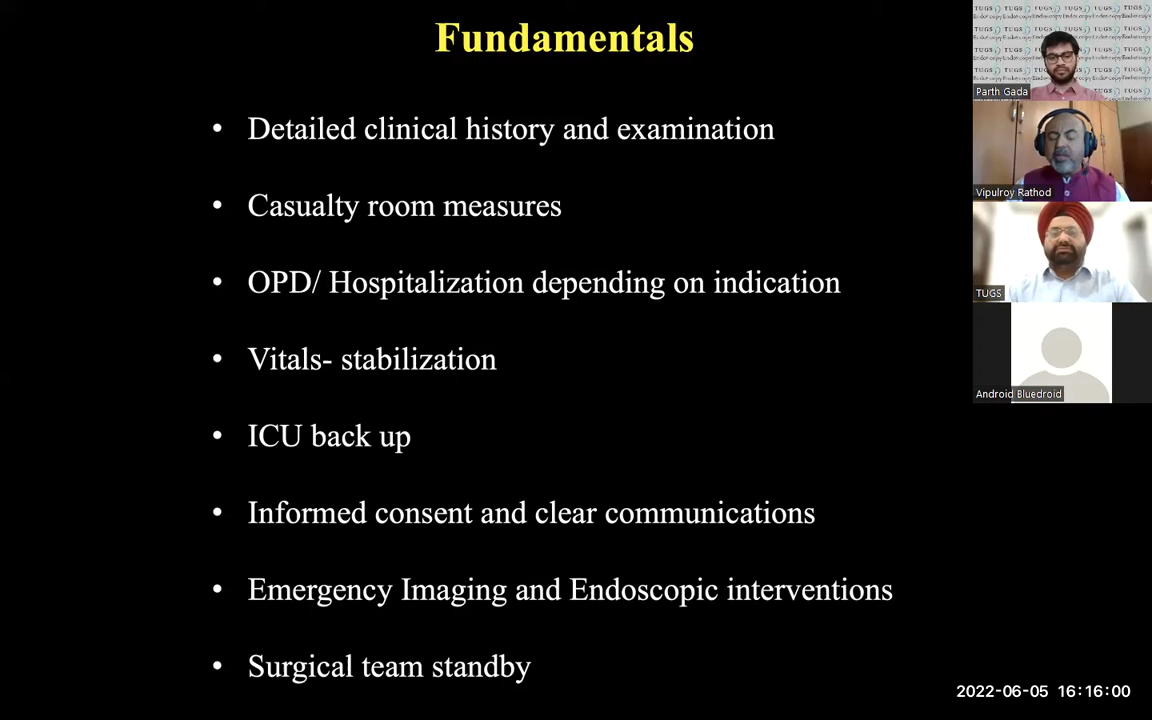 Fundamentals
• Detailed clinical history and examination
• Casualty room measures
• OPD/ Hospitalization depending on indication
• Vitals- stabilization
• ICU back up
• Informed consent and clear communications
• Emergency Imaging and Endoscopic interventions
• Surgical team standby
Parth Gada
Vipulroy Rathod
TUGS
Android Bluedroid
2022-06-05 16:16:00